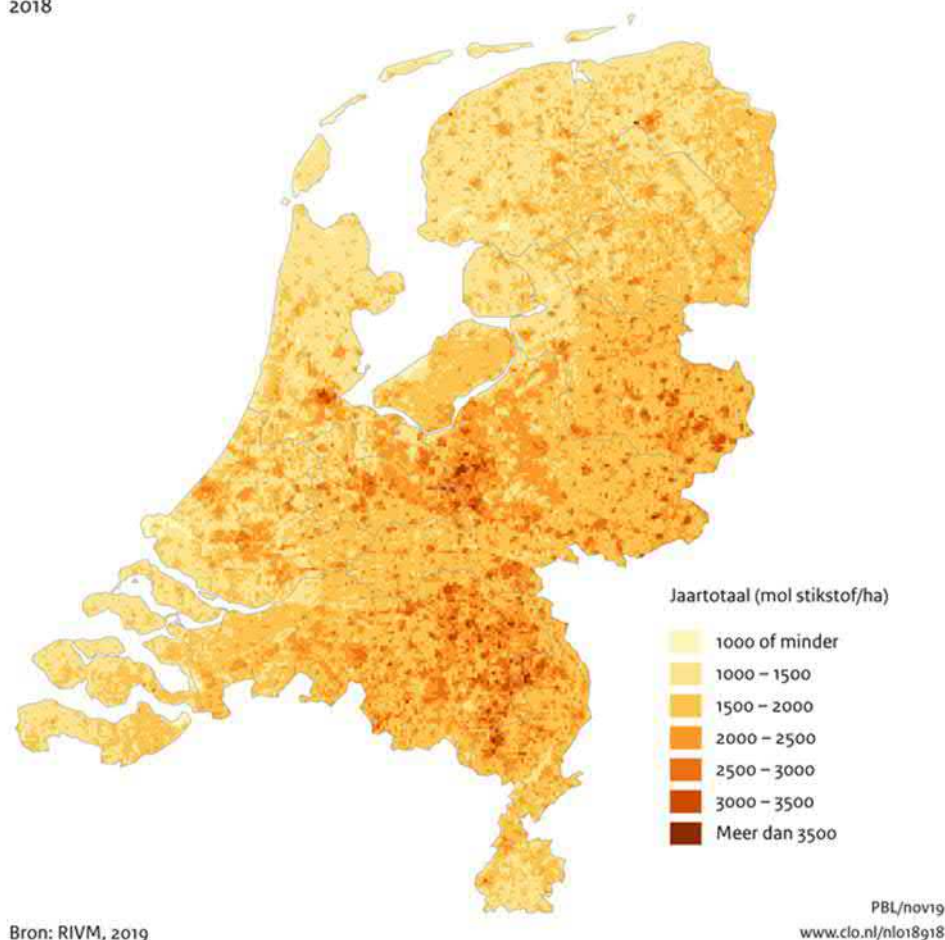 2018
Jaartotaal (mol stikstof/ha)
1000 of minder
1000 – 1500
1500 – 2000
2000 – 2500
2500 – 3000
3000 – 3500
Meer dan 3500
PBL/nov19
Bron: RIVM, 2019
www.clo.nl/nl018918